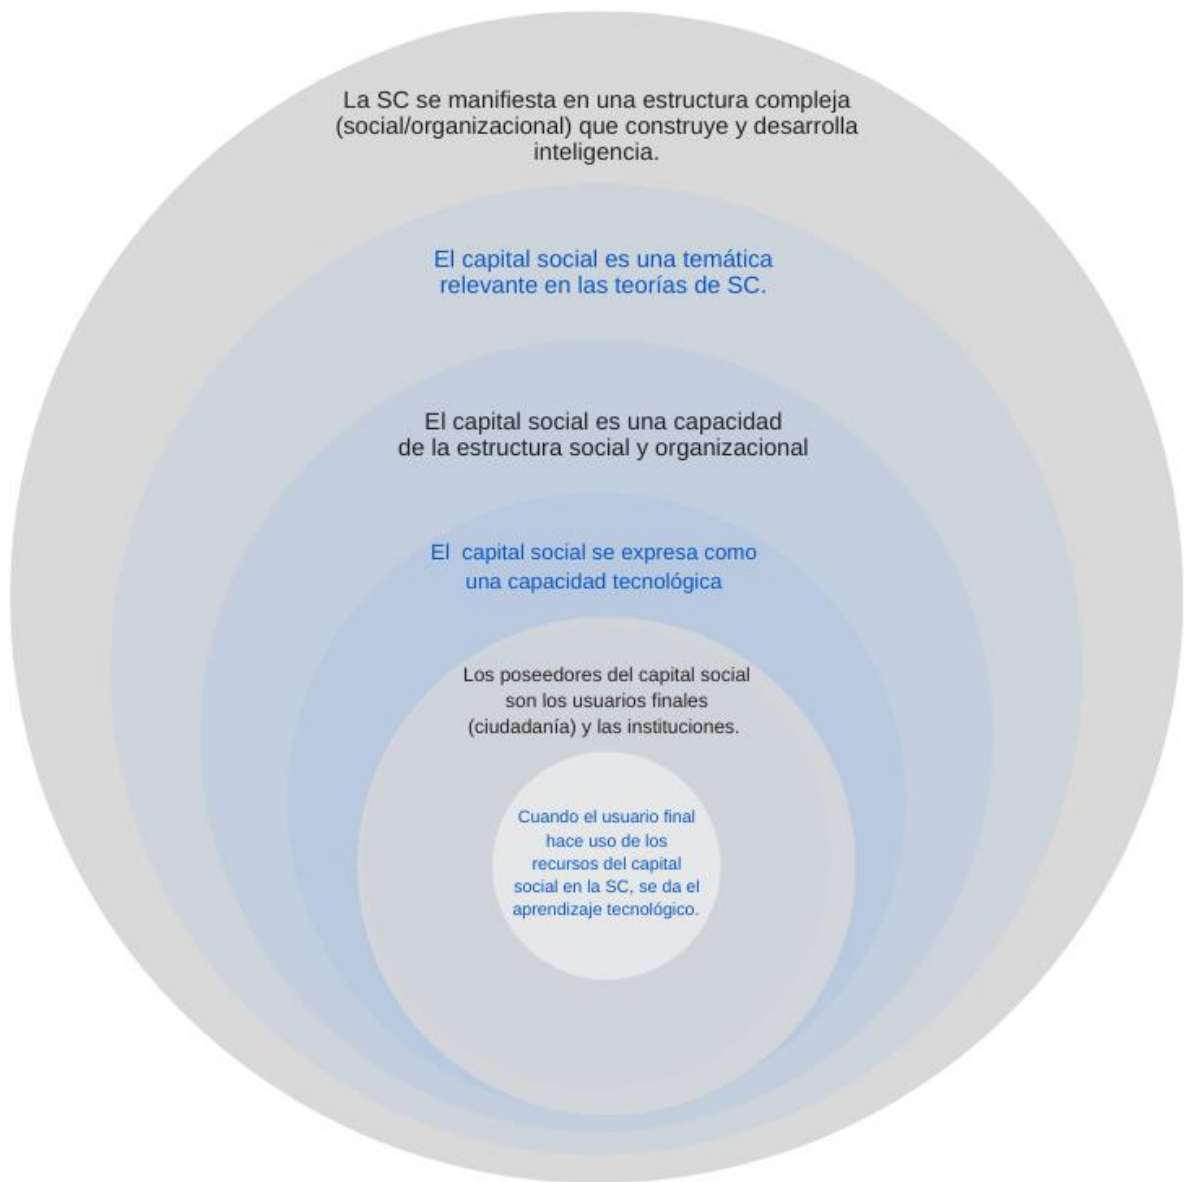 La SC se manifiesta en una estructura compleja
(social/organizacional) que construye y desarrolla
inteligencia.
El capital social es una temática
relevante en las teorías de SC.
El capital social es una capacidad
de la estructura social y organizacional
El  capital social se expresa como
una capacidad tecnológica
Los poseedores del capital social
son los usuarios finales
(ciudadanía) y las instituciones.
Cuando el usuario final
hace uso de los
recursos del capital
social en la SC, se da el
aprendizaje tecnológico.